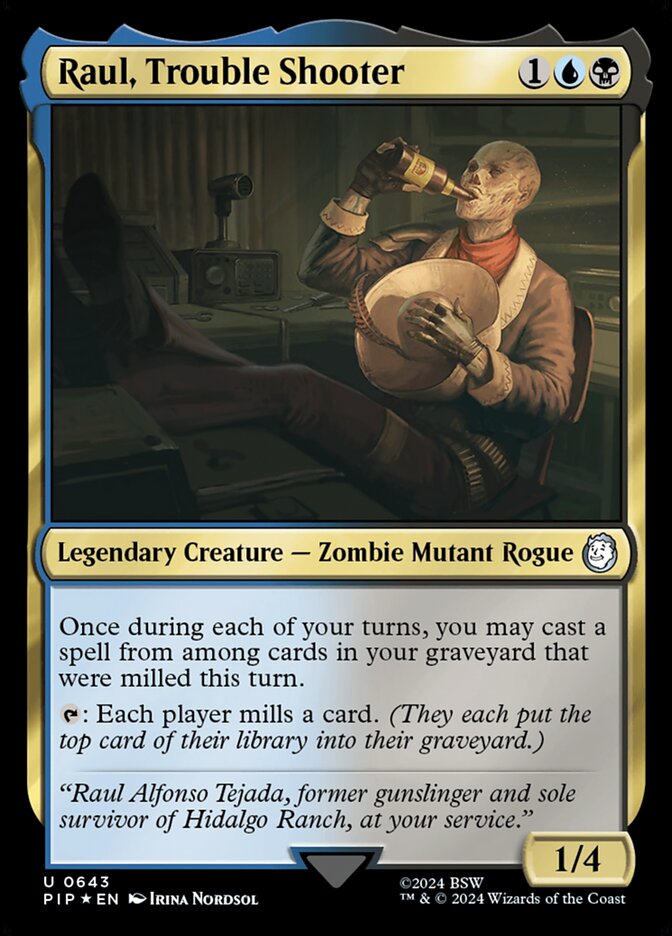 Raul, Trouble Shooter 1
Legendary Creature — Zombie Mutant Rogue
Once during each of your turns, you may cast a
spell from among cards in your graveyard that
were milled this turn.
: Each player mills a card. (They each put the
top card of their library into their graveyard.)
“Raul Alfonso Tejada, former gunslinger and sole
survivor of Hidalgo Ranch, at your service.”
1/4
U 0643
PIP★EN Irina Nordsol
©2024 BSW
™ & © 2024 Wizards of the Coast